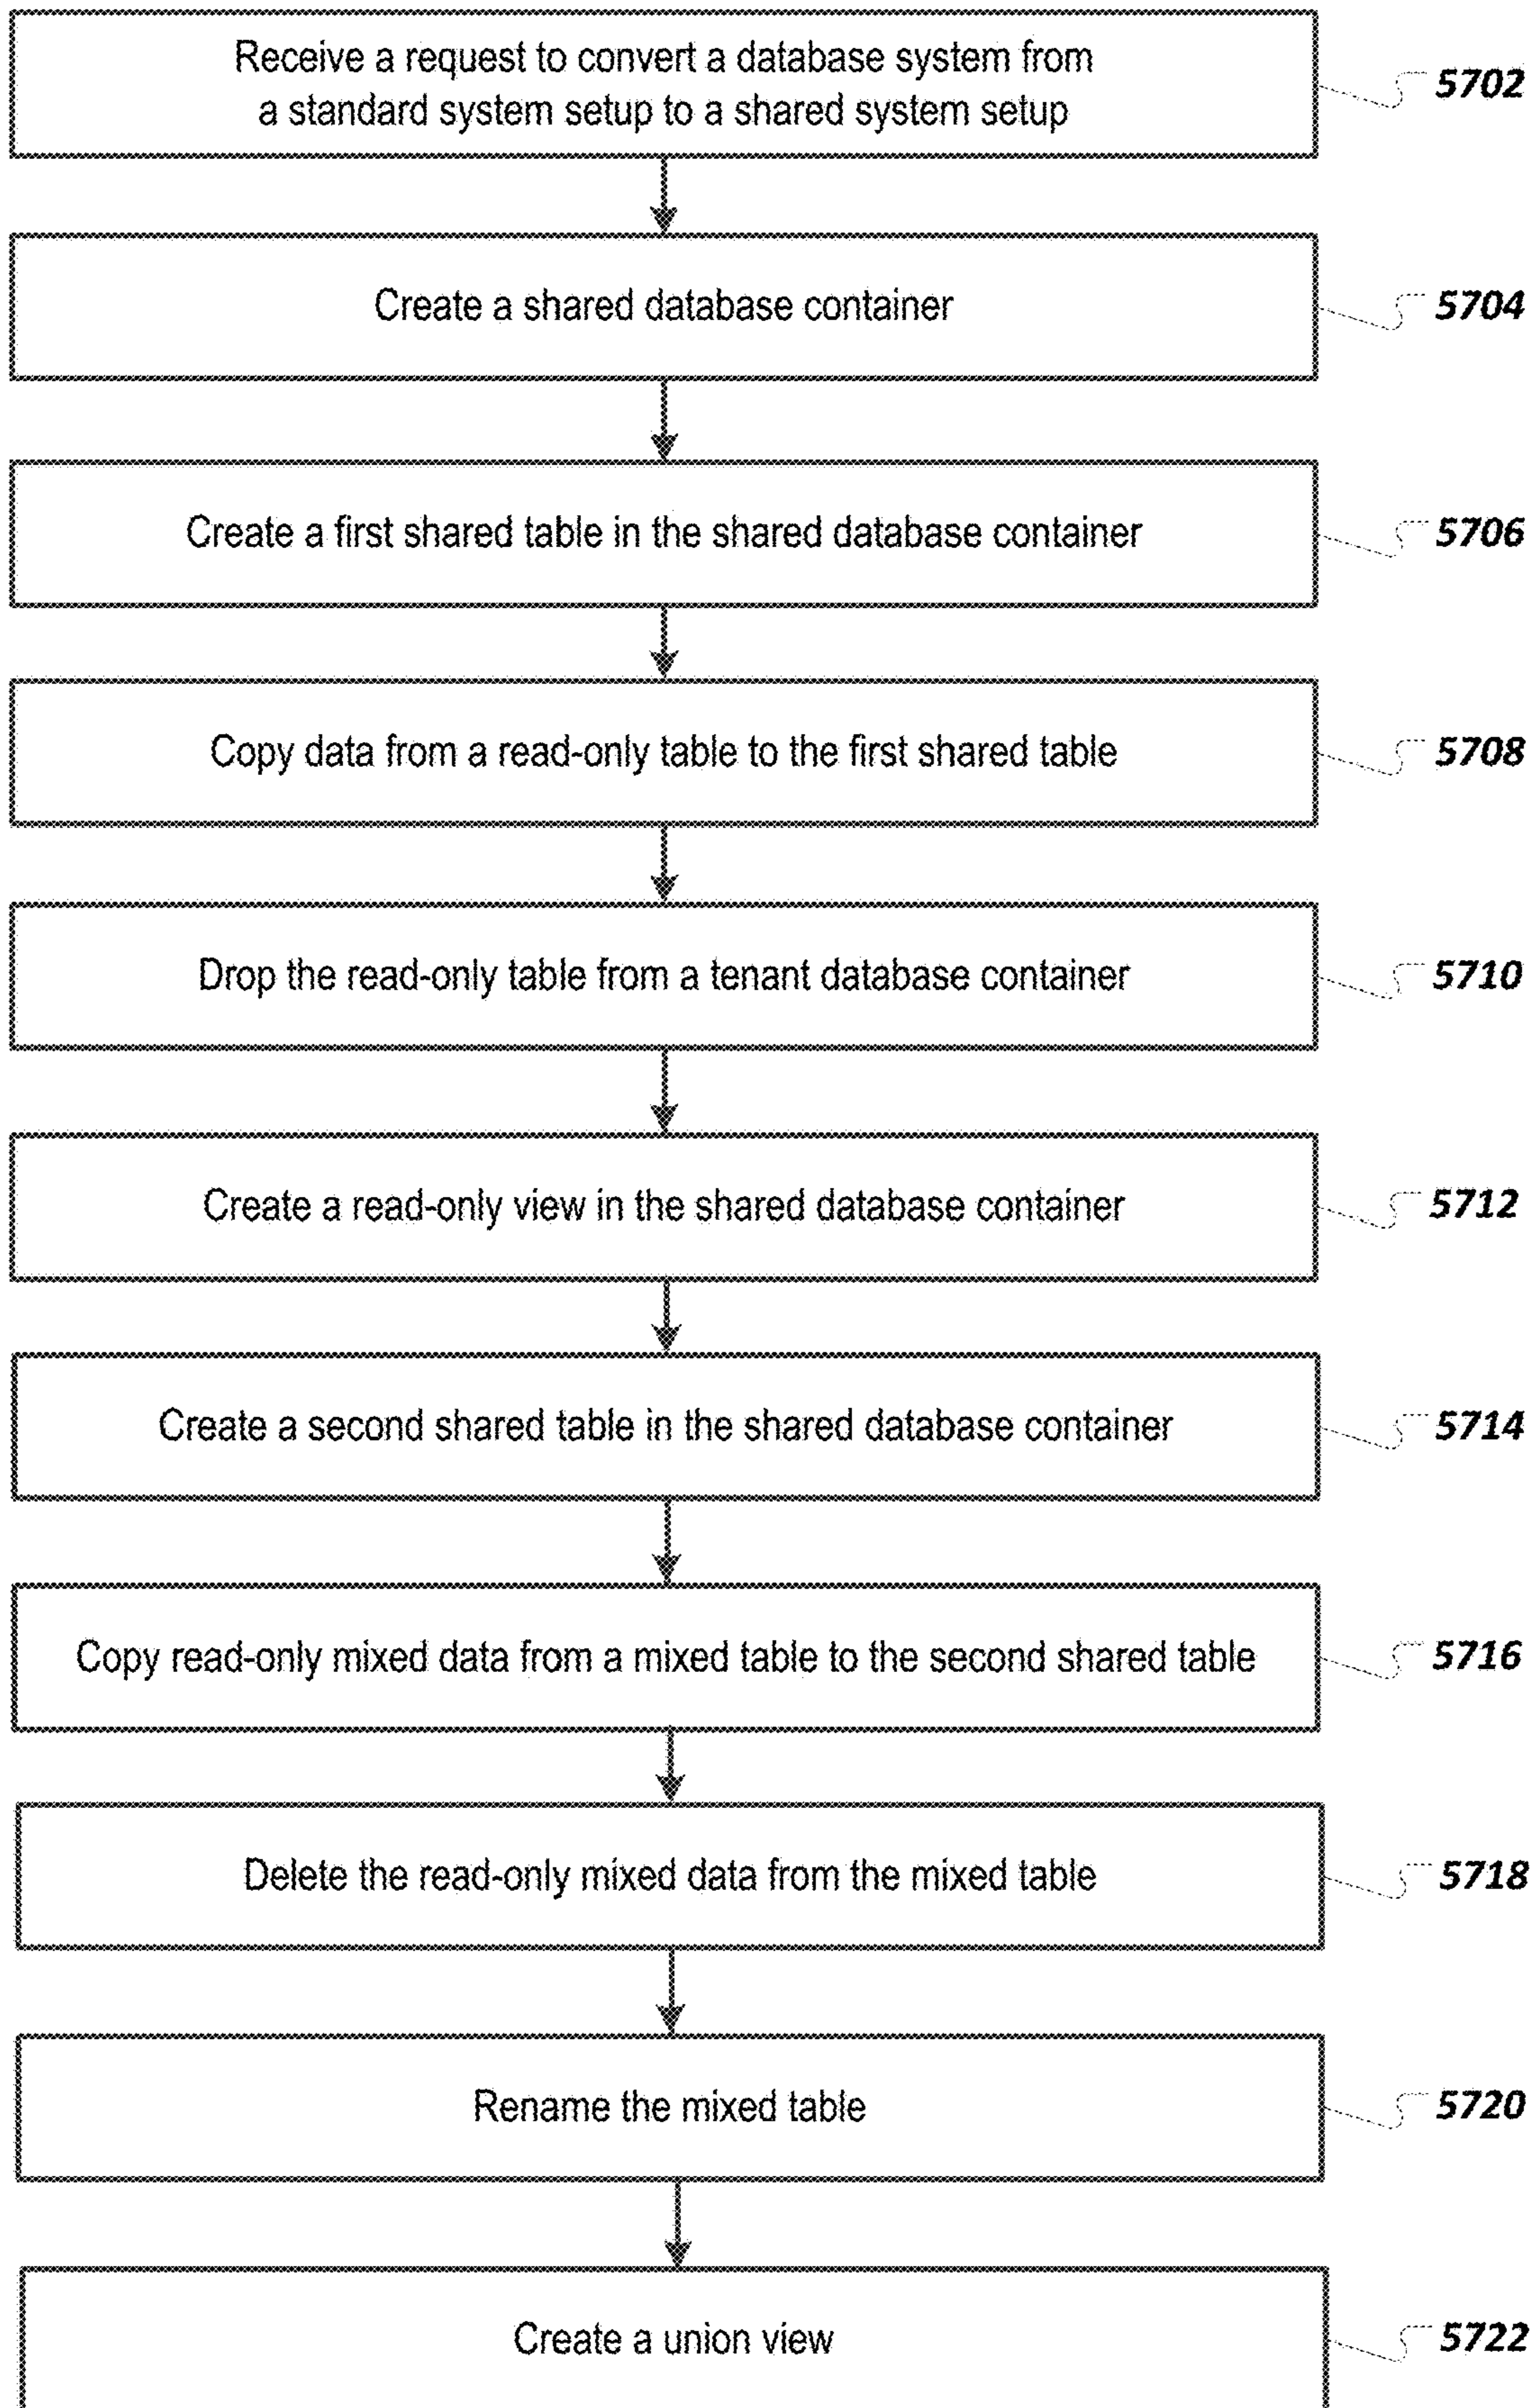 Receive a request to convert a database system from
a standard system setup to a shared system setup
5702
Create a shared database container
5704
Create a first shared table in the shared database container
5706
Copy data from a read-only table to the first shared table
5708
Drop the read-only table from a tenant database container
5710
Create a read-only view in the shared database container
5712
Create a second shared table in the shared database container
5714
Copy read-only mixed data from a mixed table to the second shared table
5716
Delete the read-only mixed data from the mixed table
5718
Rename the mixed table
5720
Create a union view
5722